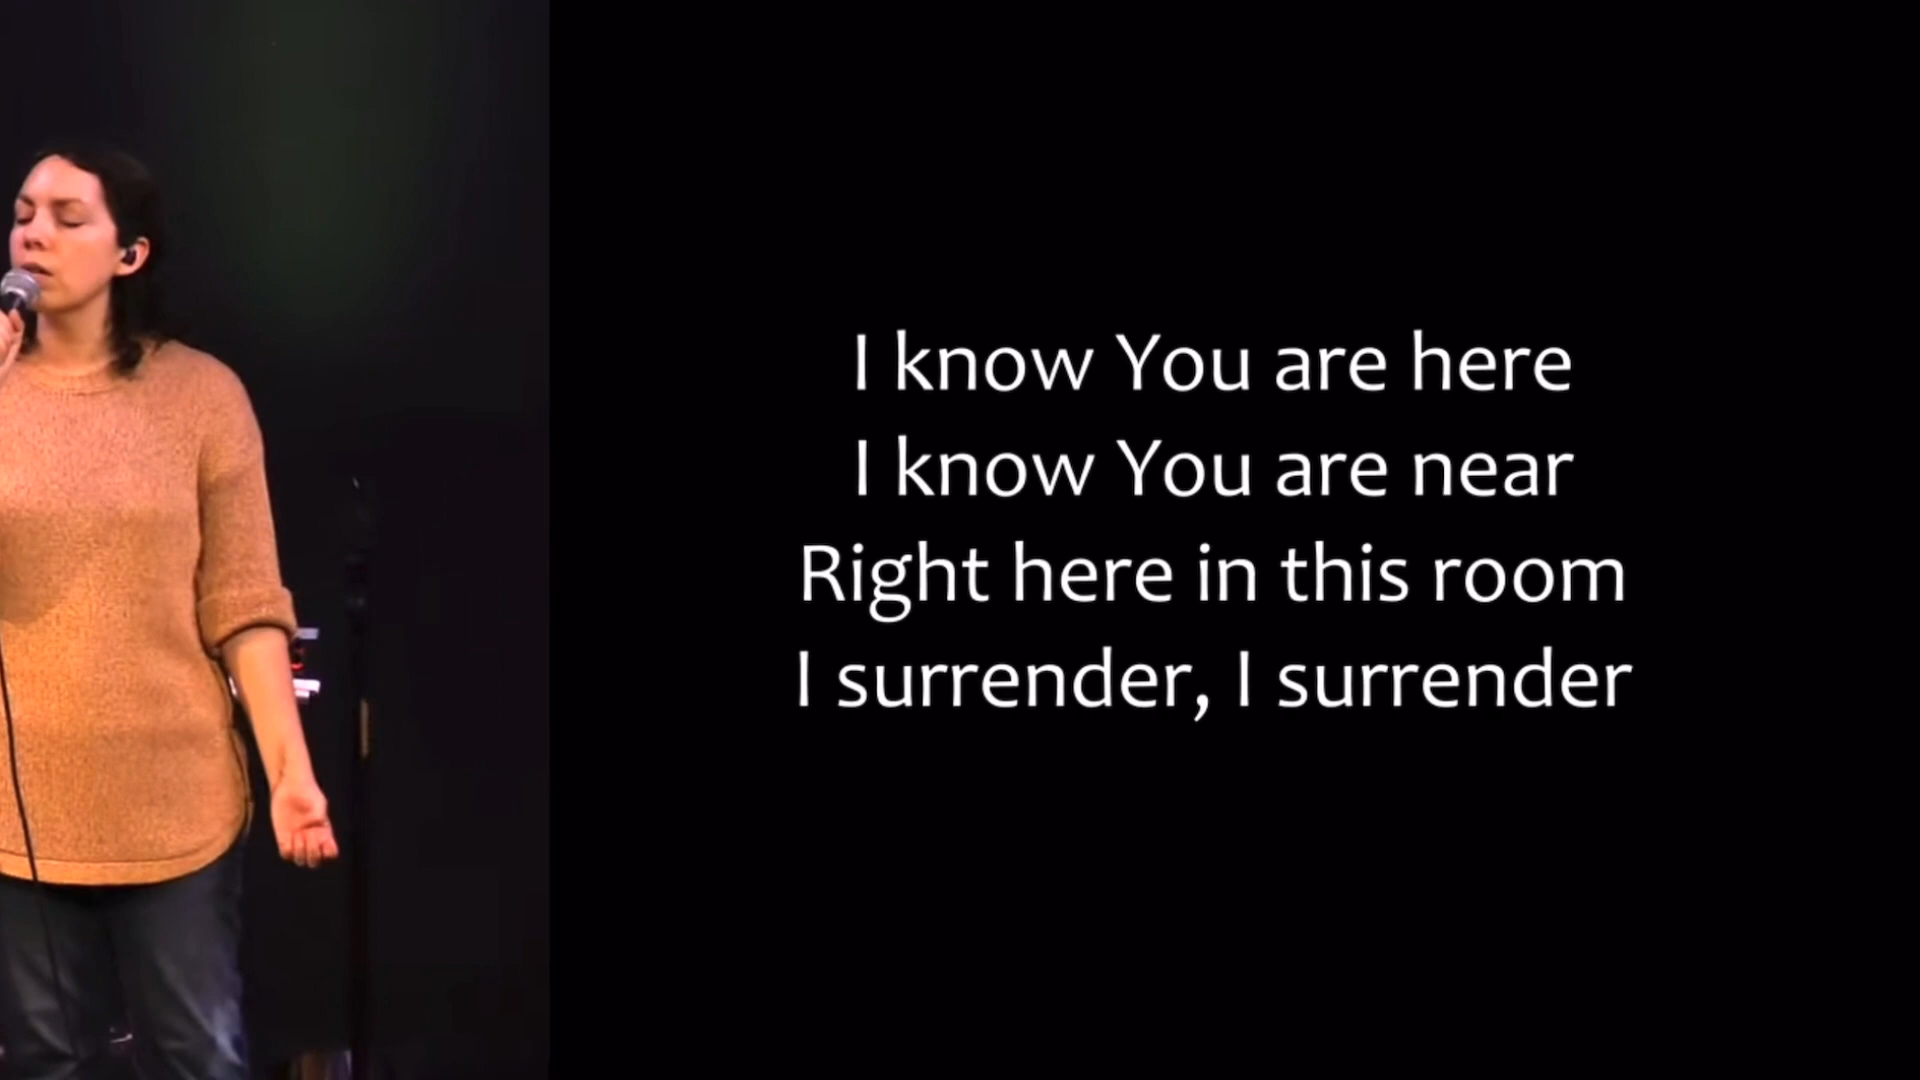 I know You are here
I know You are near
Right here in this room
I surrender, I surrender